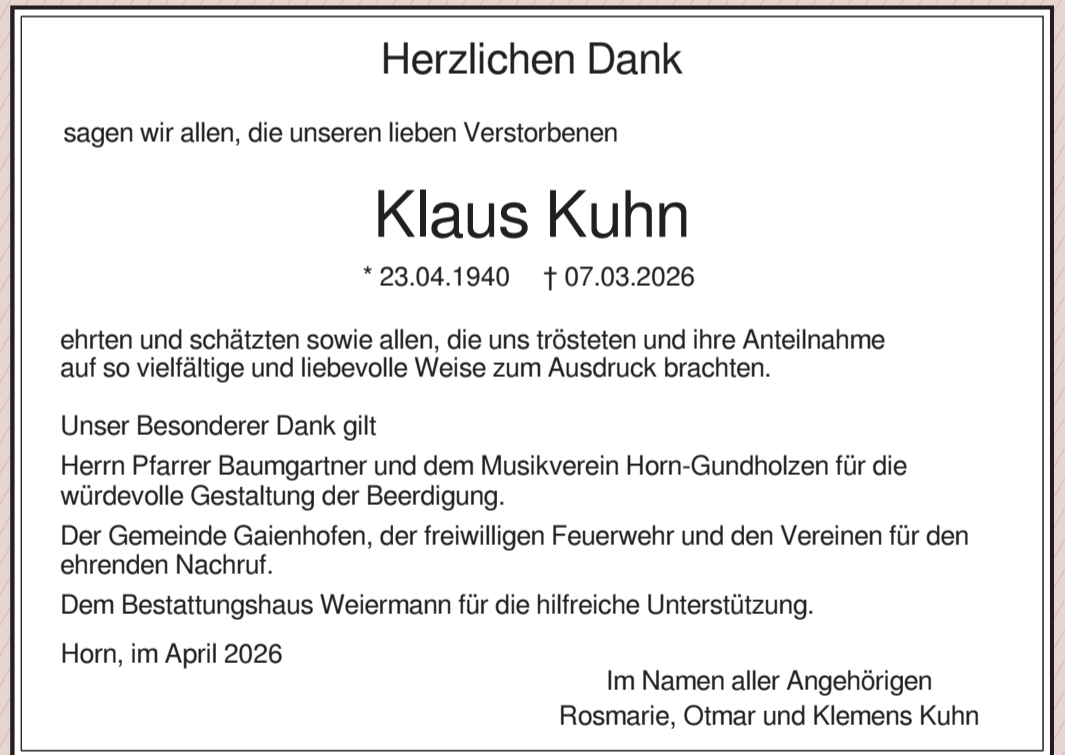 Herzlichen Dank
sagen wir allen, die unseren lieben Verstorbenen
Klaus Kuhn
* 23.04.1940 † 07.03.2026
ehrten und schätzten sowie allen, die uns trösteten und ihre Anteilnahme
auf so vielfältige und liebevolle Weise zum Ausdruck brachten.
Unser Besonderer Dank gilt
Herrn Pfarrer Baumgartner und dem Musikverein Horn-Gundholzen für die
würdevolle Gestaltung der Beerdigung.
Der Gemeinde Gaienhofen, der freiwilligen Feuerwehr und den Vereinen für den
ehrenden Nachruf.
Dem Bestattungshaus Weiermann für die hilfreiche Unterstützung.
Horn, im April 2026
Im Namen aller Angehörigen
Rosmarie, Otmar und Klemens Kuhn